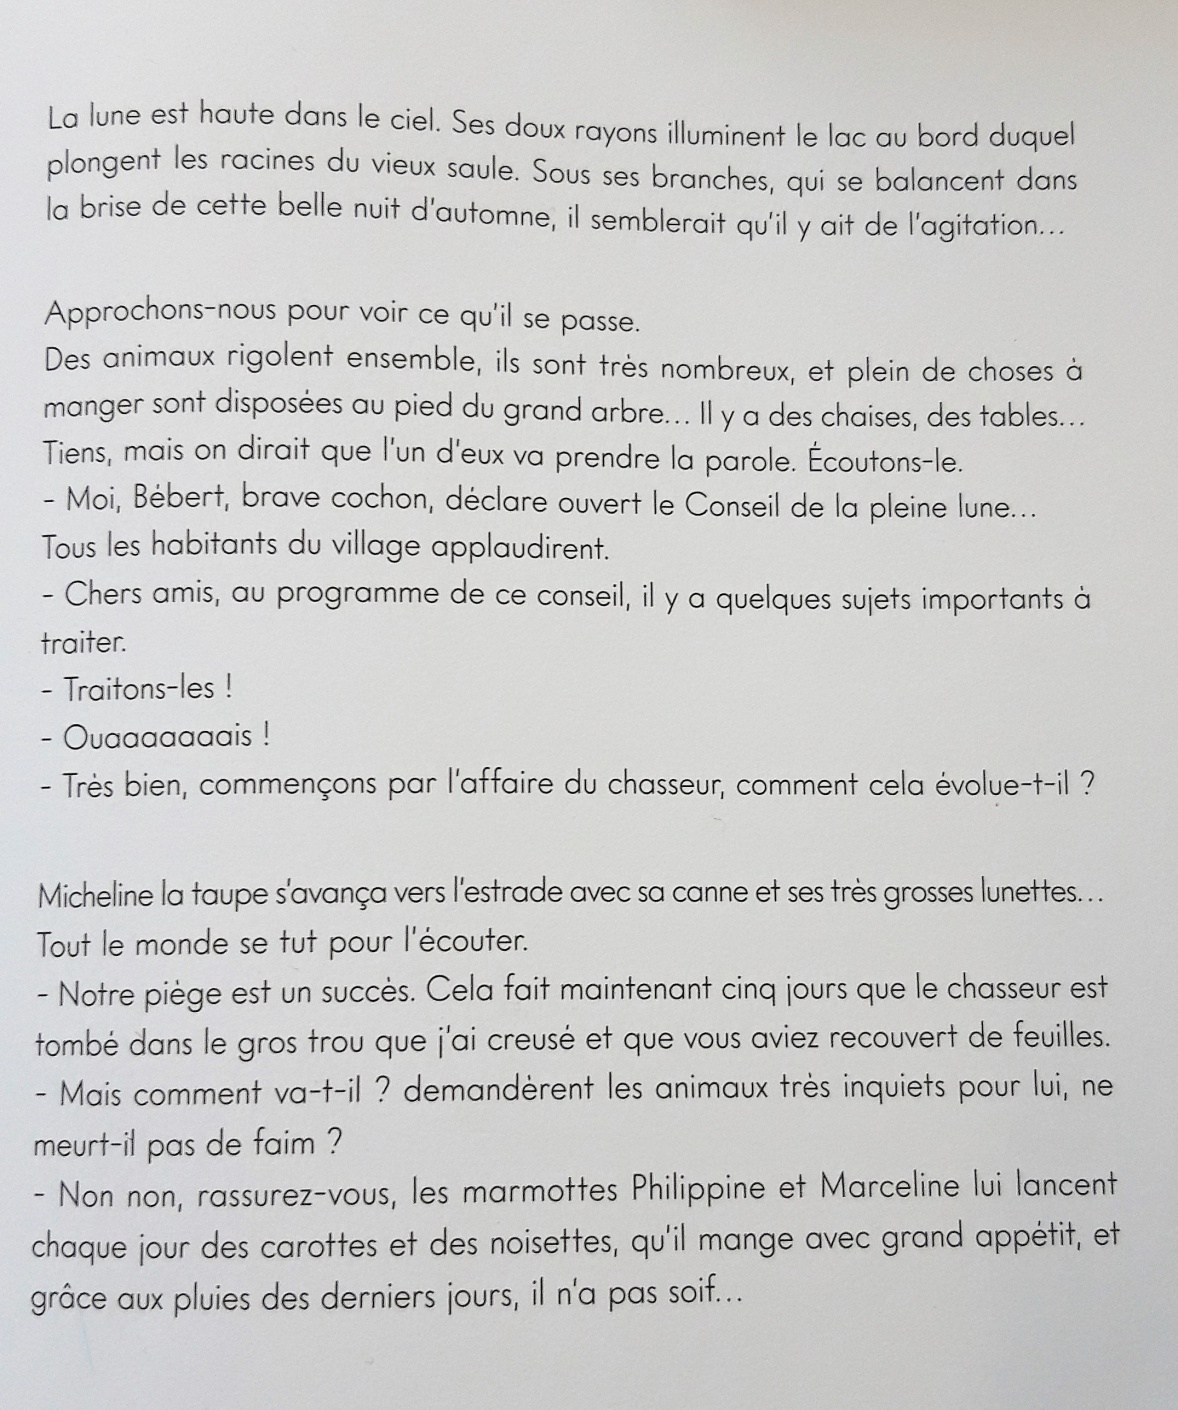 La lune est haute dans le ciel. Ses doux rayons illuminent le lac au bord duquel
plongent les racines du vieux saule. Sous ses branches, qui se balancent dans
la brise de cette belle nuit d'automne, il semblerait qu'il y ait de l'agitation...
Approchons-nous pour voir ce qu'il se passe.
Des animaux rigolent ensemble, ils sont très nombreux, et plein de choses à
manger sont disposées au pied du grand arbre... Il y a des chaises, des tables...
Tiens, mais on dirait que l'un d'eux va prendre la parole. Écoutons-le.
- Moi, Bébert, brave cochon, déclare ouvert le Conseil de la pleine lune...
Tous les habitants du village applaudirent.
- Chers amis, au programme de ce conseil, il y a quelques sujets importants à
traiter.
- Traitons-les !
- Ouaaaaaaais !
- Très bien, commençons par l'affaire du chasseur, comment cela évolue-t-il ?
Micheline la taupe s'avança vers l'estrade avec sa canne et ses très grosses lunettes...
Tout le monde se tut pour l'écouter.
- Notre piège est un succès. Cela fait maintenant cinq jours que le chasseur est
tombé dans le gros trou que j'ai creusé et que vous aviez recouvert de feuilles.
- Mais comment va-t-il ? demandèrent les animaux très inquiets pour lui, ne
meurt-il pas de faim ?
- Non non, rassurez-vous, les marmottes Philippine et Marceline lui lancent
chaque jour des carottes et des noisettes, qu'il mange avec grand appétit, et
grâce aux pluies des derniers jours, il n'a pas soif...